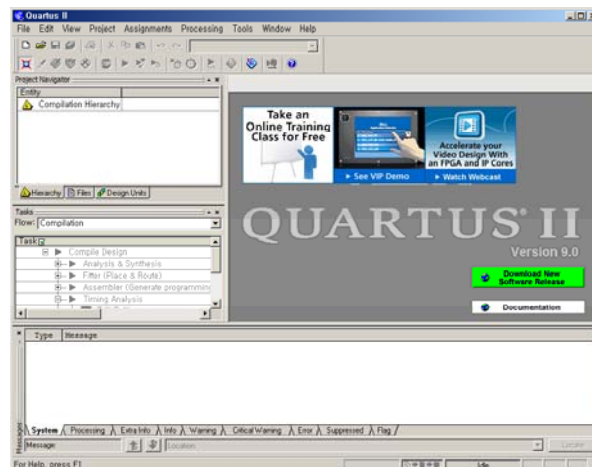 Quartus II
File Edit View Project Assignments Processing Tools Window Help
Project Navigator
Entity
Compilation Hierarchy
Hierarchy Files Design Units
Tasks
Flow: Compilation
Task
Compile Design
Analysis & Synthesis
Fitter (Place & Route)
Assembler (Generate programming
Timing Analysis
Take an
Online Training
Class for Free
See VIP Demo
Accelerate your
Video Design With
an FPGA and IP Cores
Watch Webcast
QUARTUS II
Version 9.0
Download New
Software Release
Documentation
Type Message
System Processing Extra Info Info Warning Critical Warning Error Suppressed Flag
Messages
Message: Location: Locate
For Help, press F1 Idle